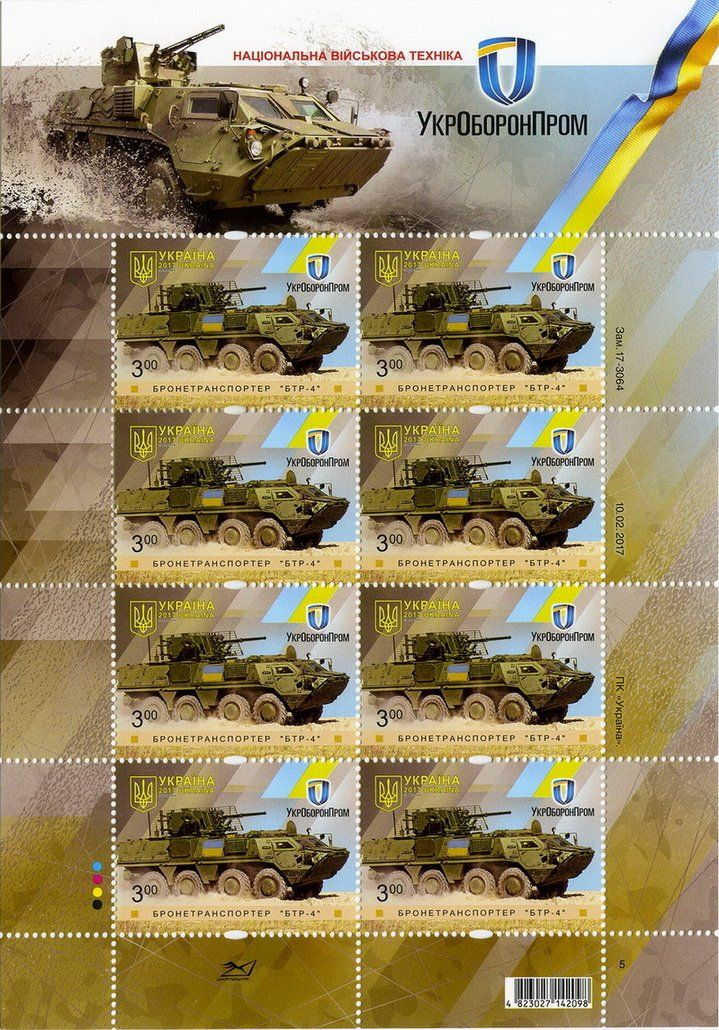 НАЦІОНАЛЬНА ВІЙСЬКОВА ТЕХНІКА
УКРОБОРОНПРОМ
УКРАЇНА
2017 UKRAINA
УКРОБОРОНПРОМ
3.00
БРОНЕТРАНСПОРТЕР "БТР-4"
УКРАЇНА
2017 UKRAINA
УКРОБОРОНПРОМ
3.00
БРОНЕТРАНСПОРТЕР "БТР-4"
Зам. 17-3064
УКРАЇНА
2017 UKRAINA
УКРОБОРОНПРОМ
3.00
БРОНЕТРАНСПОРТЕР "БТР-4"
УКРАЇНА
2017 UKRAINA
УКРОБОРОНПРОМ
3.00
БРОНЕТРАНСПОРТЕР "БТР-4"
10.02.2017
УКРАЇНА
2017 UKRAINA
УКРОБОРОНПРОМ
3.00
БРОНЕТРАНСПОРТЕР "БТР-4"
УКРАЇНА
2017 UKRAINA
УКРОБОРОНПРОМ
3.00
БРОНЕТРАНСПОРТЕР "БТР-4"
ПК «Україна».
УКРАЇНА
2017 UKRAINA
УКРОБОРОНПРОМ
3.00
БРОНЕТРАНСПОРТЕР "БТР-4"
УКРАЇНА
2017 UKRAINA
УКРОБОРОНПРОМ
3.00
БРОНЕТРАНСПОРТЕР "БТР-4"
УКРПОШТА
5
4 823027 142098